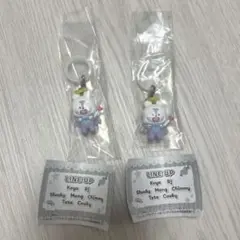 LINE UP
Koya RJ
Shooky Mang Chimmy
Tata Cooky
LINE UP
Koya RJ
Shooky Mang Chimmy
Tata Cooky